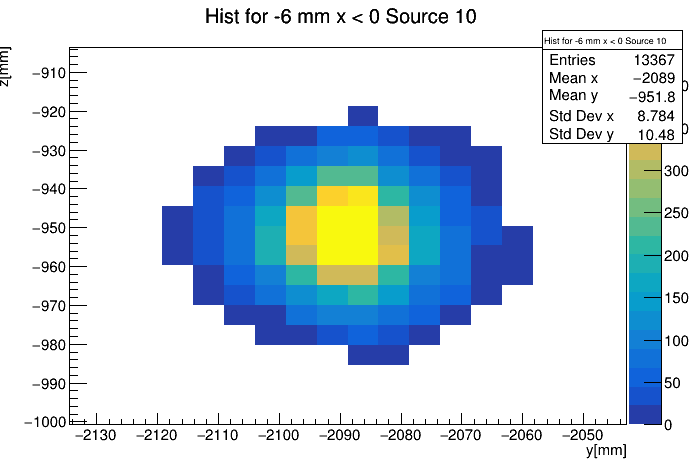 Hist for -6 mm x < 0 Source 10
z[mm]
Hist for -6 mm x < 0 Source 10
Entries 13367
Mean x −2089
Mean y −951.8
Std Dev x 8.784
Std Dev y 10.48
−910
−920
−930
−940
−950
−960
−970
−980
−990
−1000
−2130 −2120 −2110 −2100 −2090 −2080 −2070 −2060 −2050
y[mm]
300
250
200
150
100
50
0